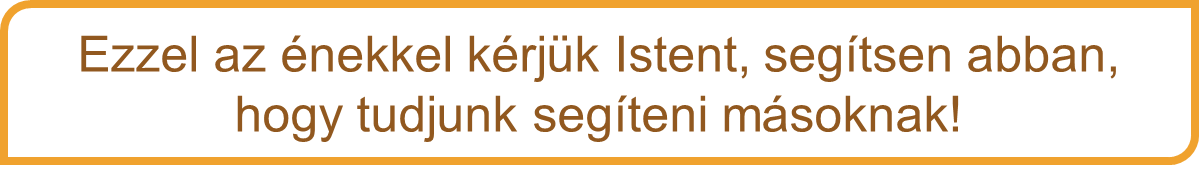 Ezzel az énekkel kérjük Istent, segítsen abban,
hogy tudjunk segíteni másoknak!